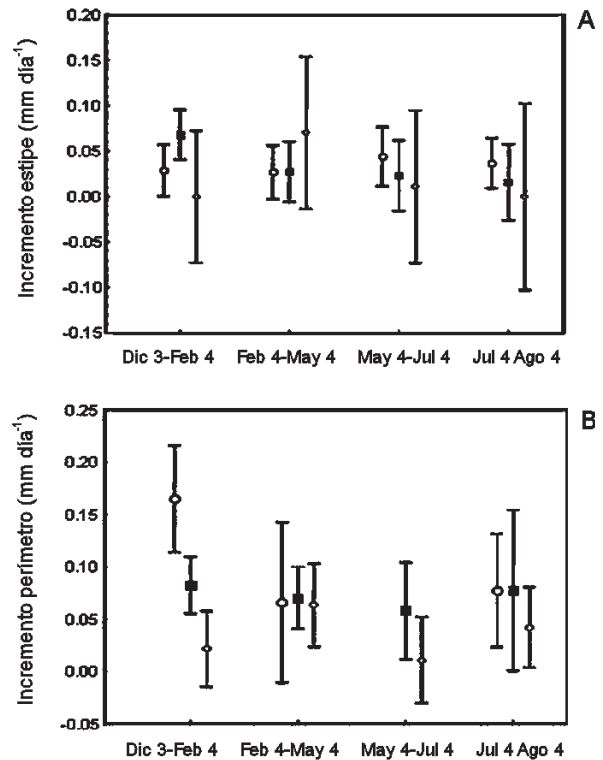 A
Incremento estipe (mm día-1)
0.20
0.15
0.10
0.05
0.00
-0.05
-0.10
-0.15
Dic 3-Feb 4 Feb 4-May 4 May 4-Jul 4 Jul 4 Ago 4
B
Incremento perímetro (mm día-1)
0.25
0.20
0.15
0.10
0.05
0.00
-0.05
Dic 3-Feb 4 Feb 4-May 4 May 4-Jul 4 Jul 4 Ago 4